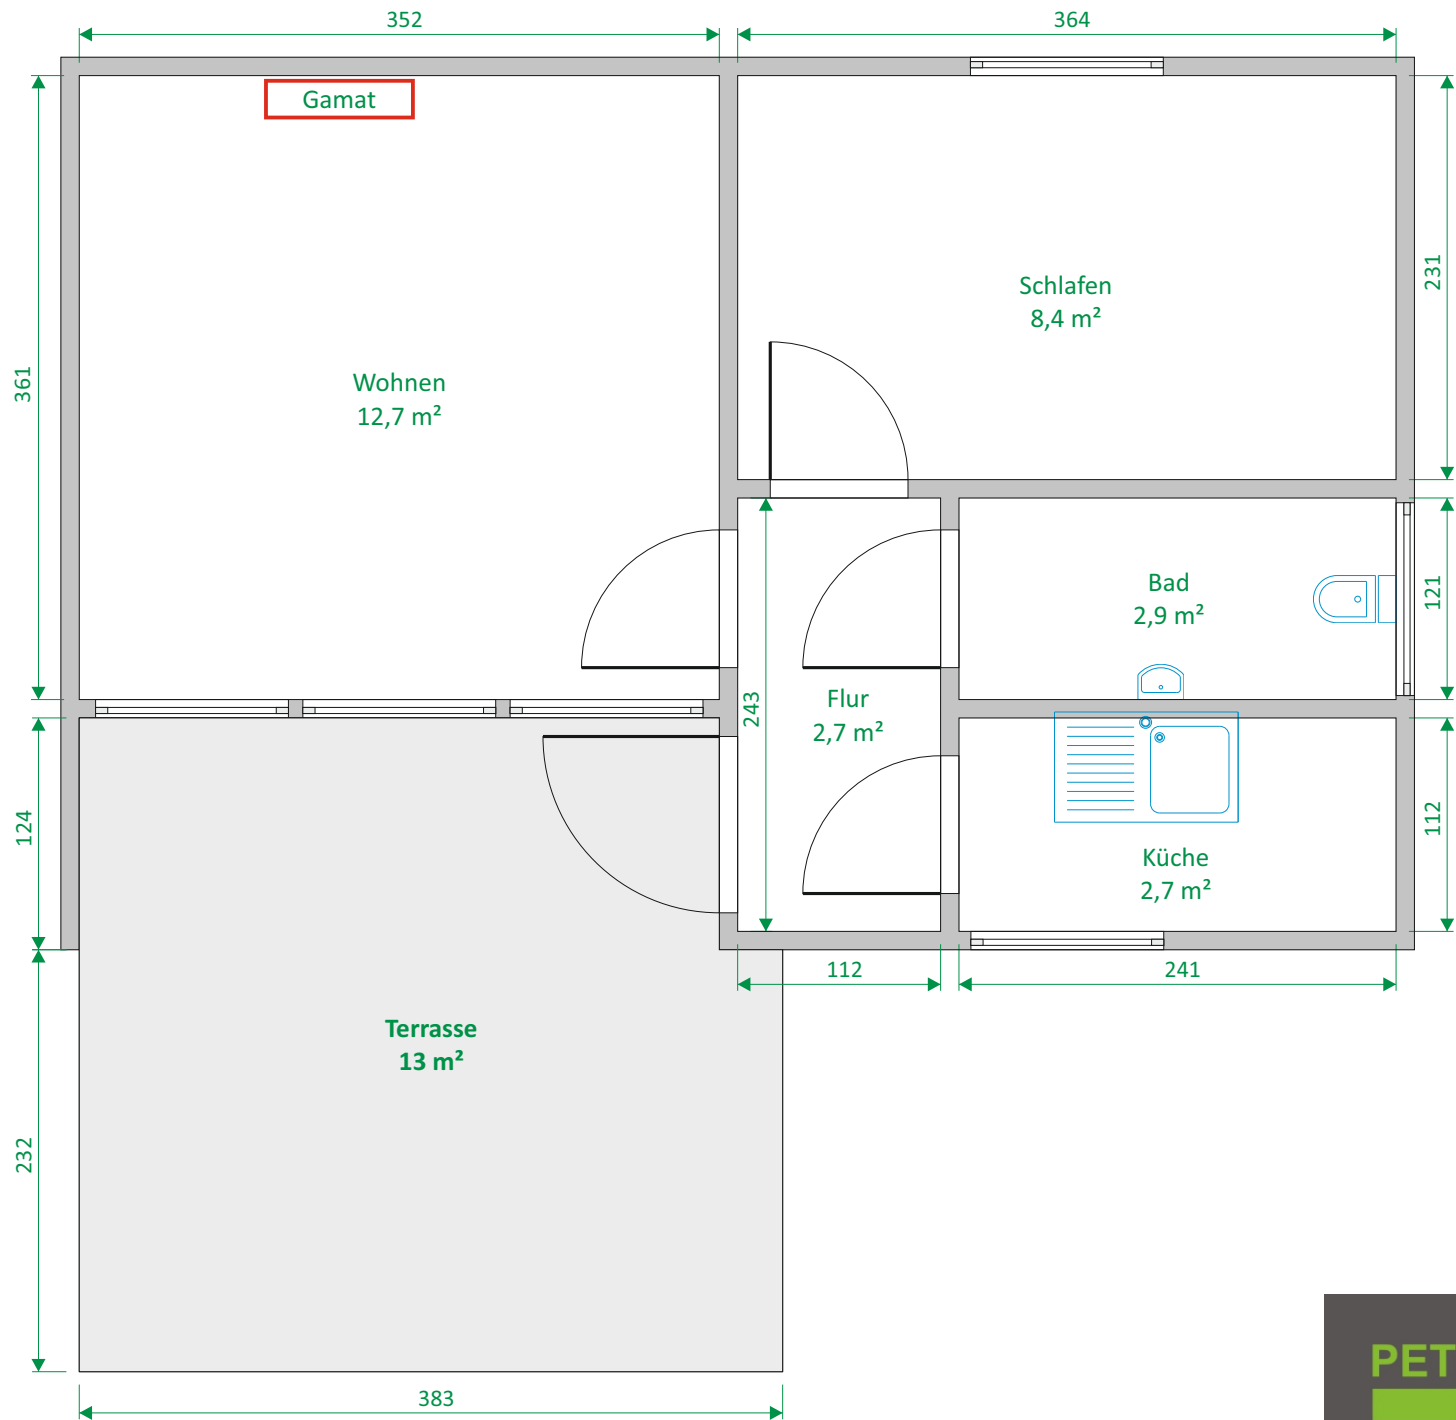 352
364
Gamat
Schlafen
8,4 m²
231
361
Wohnen
12,7 m²
Bad
2,9 m²
121
243
Flur
2,7 m²
124
112
Küche
2,7 m²
112
241
Terrasse
13 m²
232
PET
383